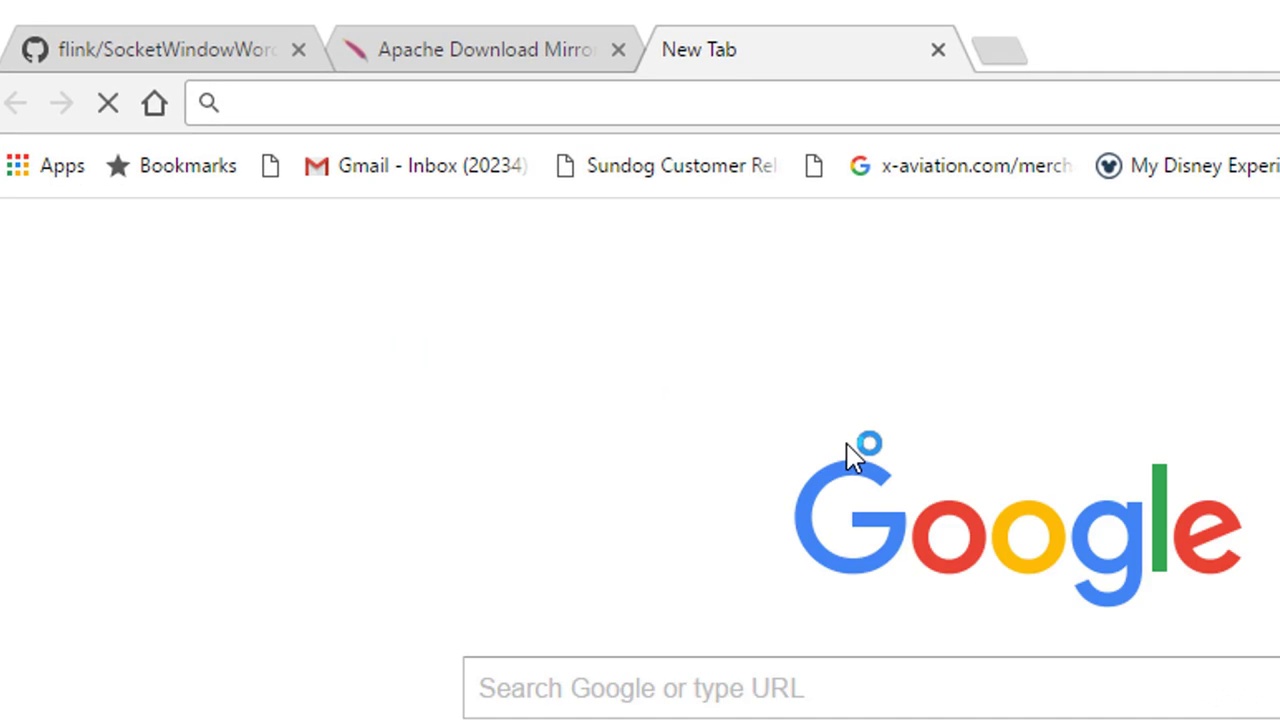 flink/SocketWindowWor
Apache Download Mirro
New Tab
Apps
Bookmarks
Gmail - Inbox (20234)
Sundog Customer Rel
x-aviation.com/merch
My Disney Experi
Google
Search Google or type URL